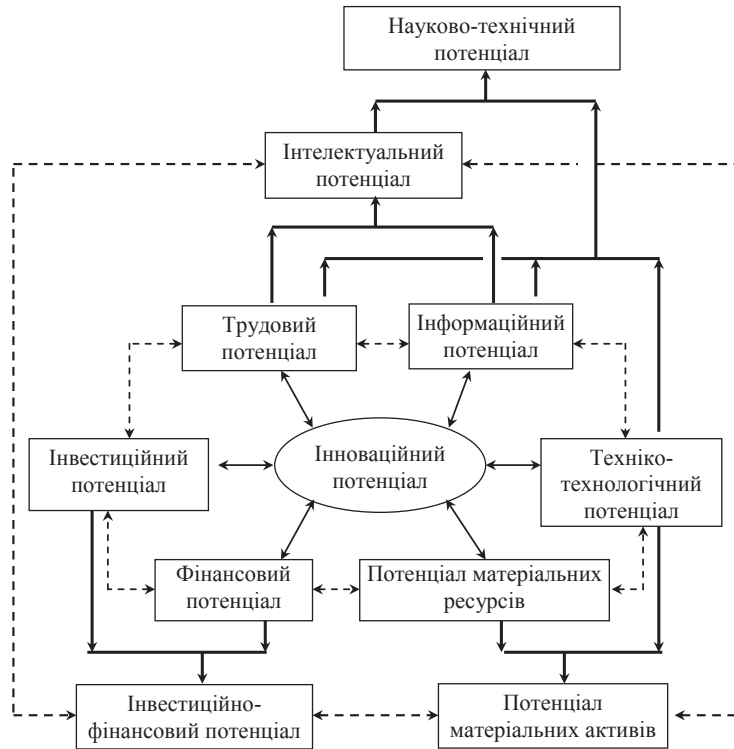 Науково-технічний
потенціал
Інтелектуальний
потенціал
Трудовий
потенціал
Інформаційний
потенціал
Інвестиційний
потенціал
Інноваційний
потенціал
Техніко-
технологічний
потенціал
Фінансовий
потенціал
Потенціал матеріальних
ресурсів
Інвестиційно-
фінансовий потенціал
Потенціал
матеріальних активів